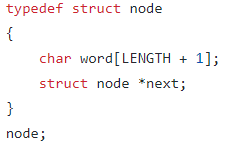 typedef struct node
{
    char word[LENGTH + 1];
    struct node *next;
}
node;